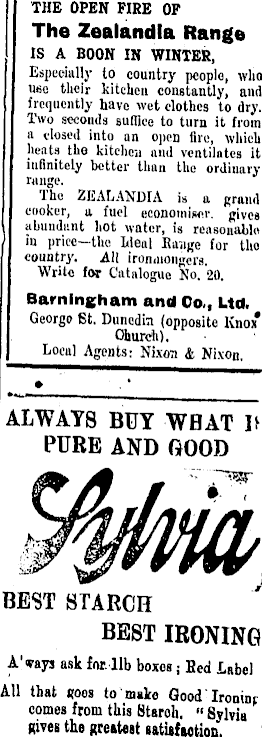 THE OPEN FIRE OF
The Zealandia Range
IS A BOON IN WINTER,
Especially to country people, who
use their kitchen constantly, and
frequently have wet clothes to dry.
Two seconds suffice to turn it from
a closed into an open fire, which
heats the kitchen and ventilates it
infinitely better than the ordinary
range.
The ZEALANDIA is a grand
cooker, a fuel economiser, gives
abundant hot water, is reasonable
in price—the Ideal Range for the
country. All ironmongers.
Write for Catalogue No. 20.
Barningham and Co., Ltd.
George St. Dunedin (opposite Knox
Church).
Local Agents: Nixon & Nixon.
ALWAYS BUY WHAT IS
PURE AND GOOD
Sylvia
BEST STARCH
BEST IRONING
A'ways ask for 1lb boxes; Red Label
All that goes to make Good Ironing
comes from this Starch. "Sylvia
gives the greatest satisfaction.